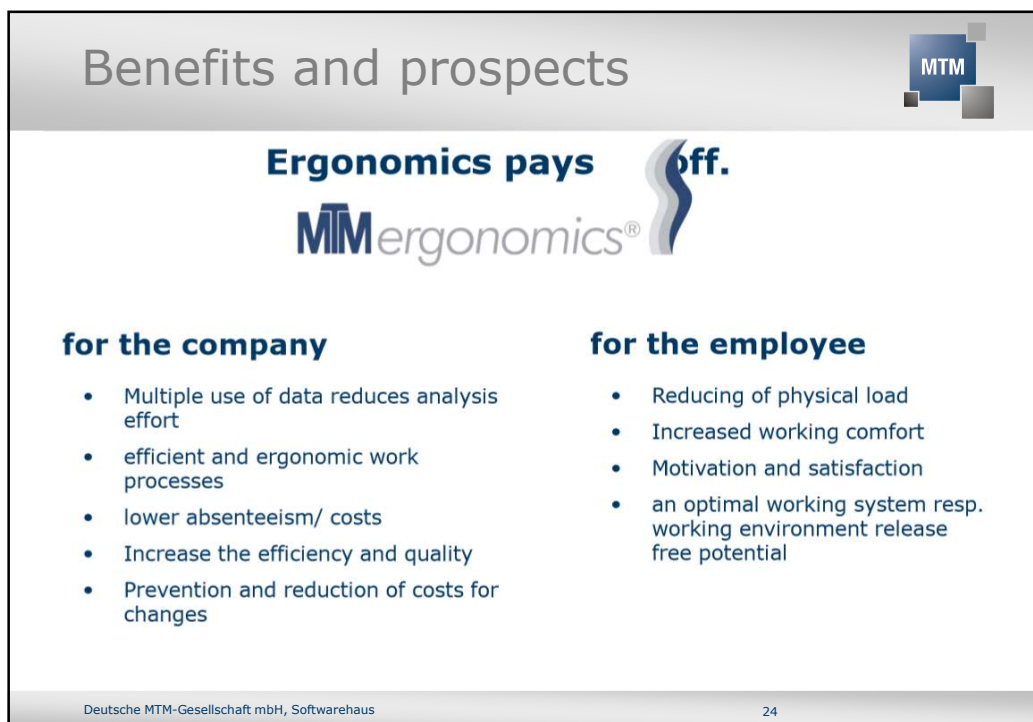 Benefits and prospects
MTM
Ergonomics pays off.
MTMergonomics®
for the company
• Multiple use of data reduces analysis
effort
• efficient and ergonomic work
processes
• lower absenteeism/ costs
• Increase the efficiency and quality
• Prevention and reduction of costs for
changes
for the employee
• Reducing of physical load
• Increased working comfort
• Motivation and satisfaction
• an optimal working system resp.
working environment release
free potential
Deutsche MTM-Gesellschaft mbH, Softwarehaus
24